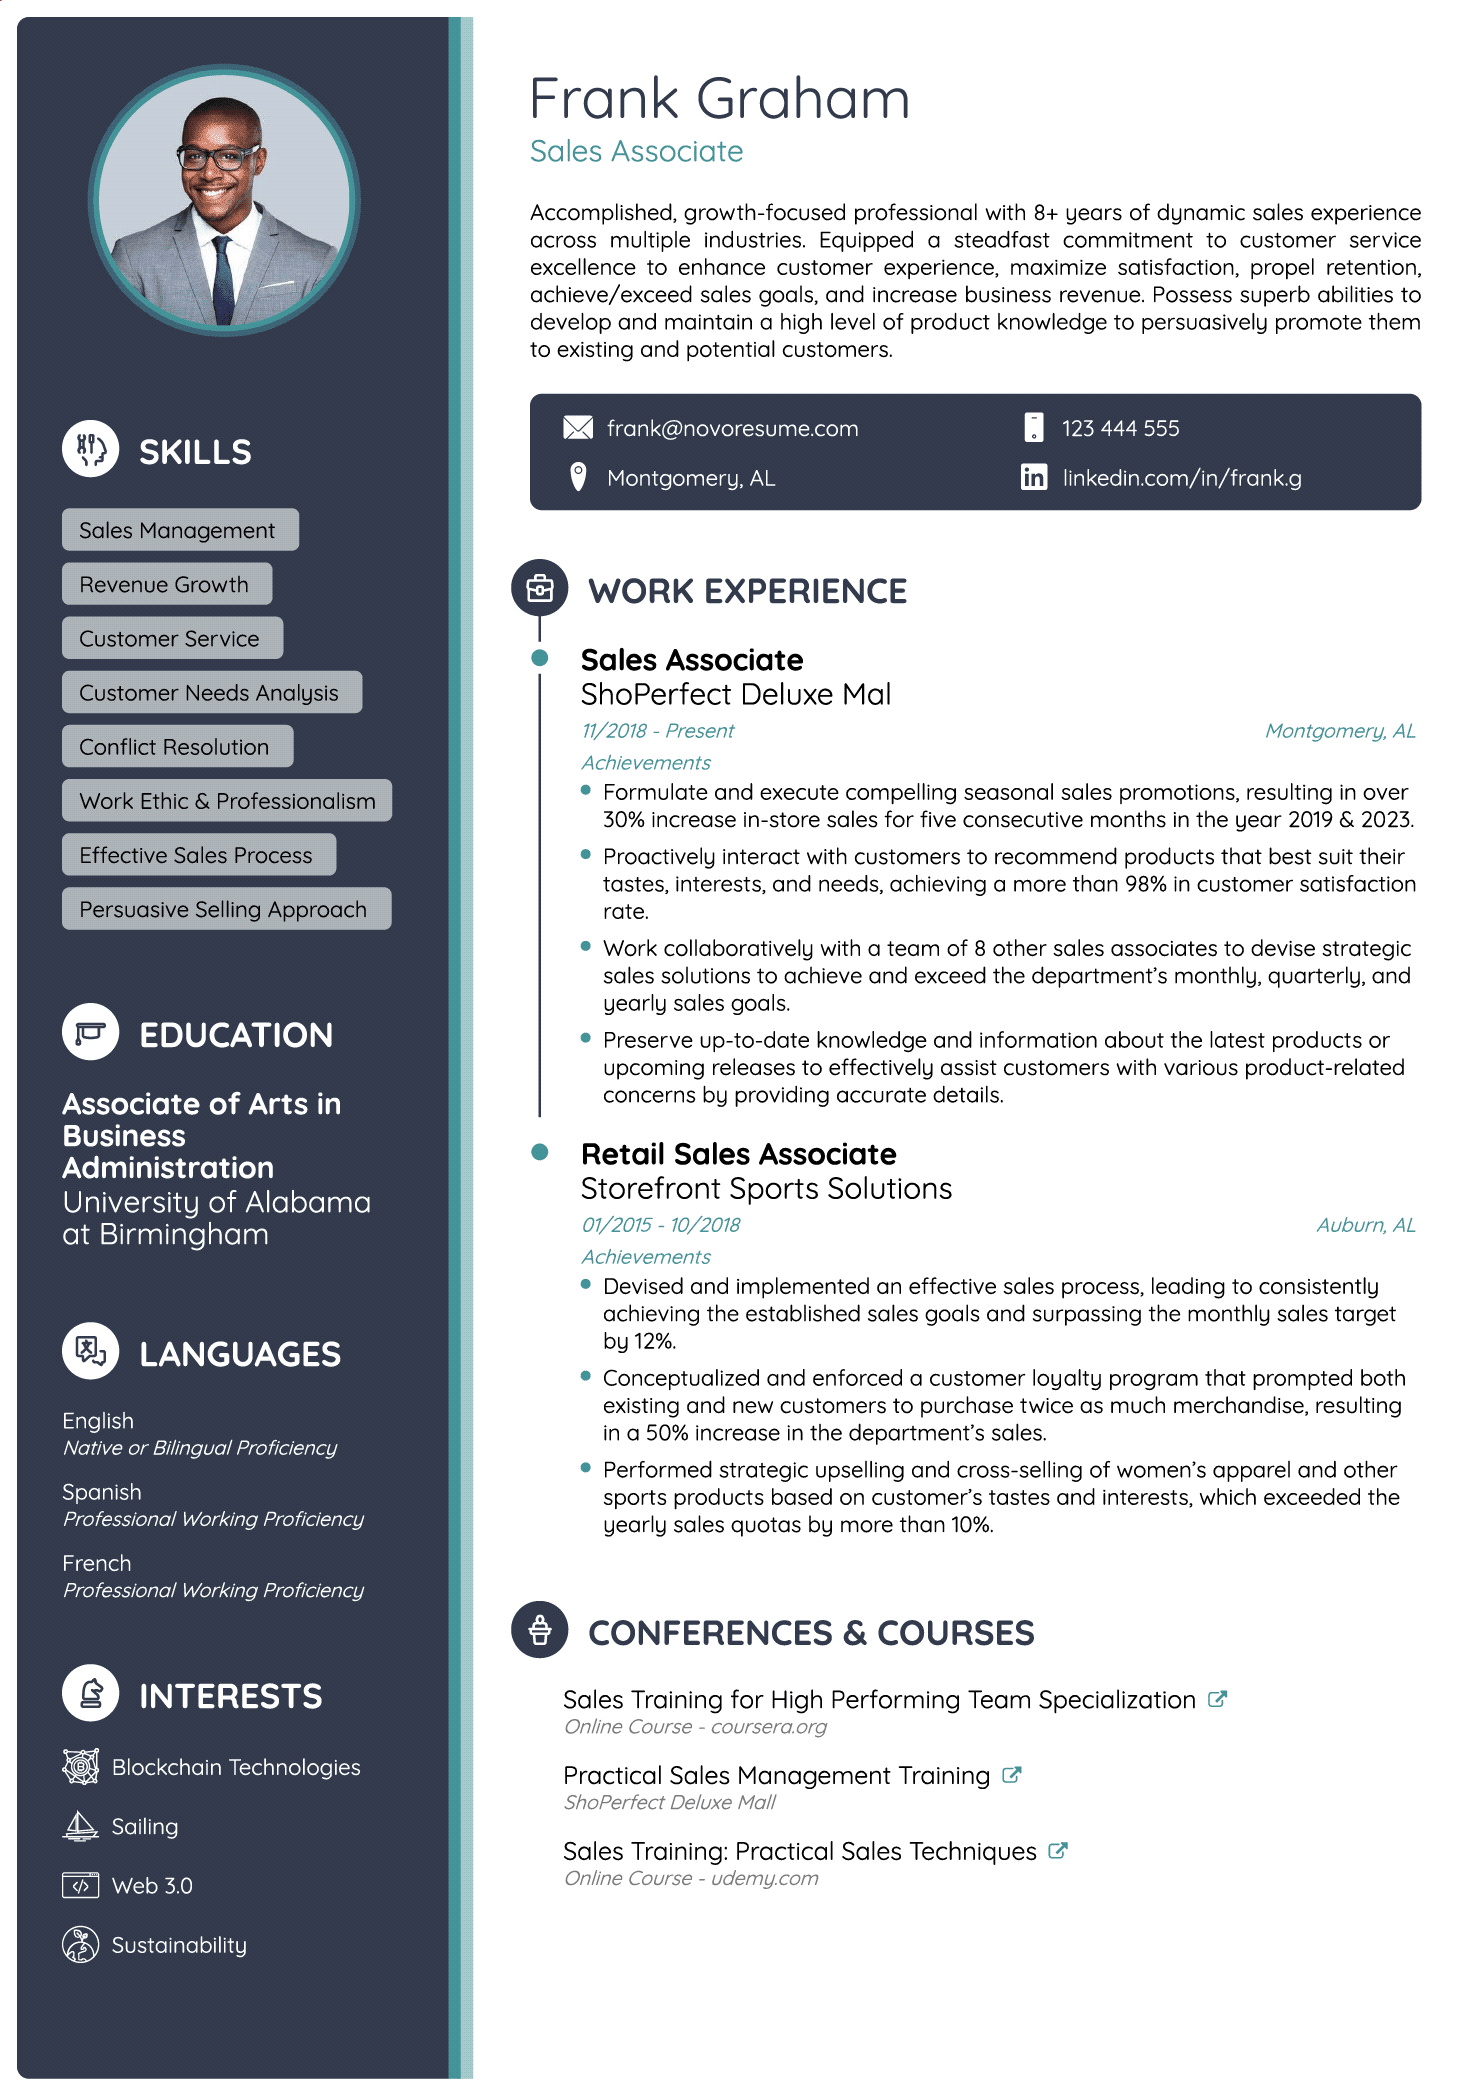 Frank Graham
Sales Associate
Accomplished, growth-focused professional with 8+ years of dynamic sales experience
across multiple industries. Equipped a steadfast commitment to customer service
excellence to enhance customer experience, maximize satisfaction, propel retention,
achieve/exceed sales goals, and increase business revenue. Possess superb abilities to
develop and maintain a high level of product knowledge to persuasively promote them
to existing and potential customers.
frank@novoresume.com
123 444 555
Montgomery, AL
linkedin.com/in/frank.g
SKILLS
Sales Management
Revenue Growth
Customer Service
Customer Needs Analysis
Conflict Resolution
Work Ethic & Professionalism
Effective Sales Process
Persuasive Selling Approach
EDUCATION
Associate of Arts in
Business
Administration
University of Alabama
at Birmingham
LANGUAGES
English
Native or Bilingual Proficiency
Spanish
Professional Working Proficiency
French
Professional Working Proficiency
INTERESTS
Blockchain Technologies
Sailing
Web 3.0
Sustainability
WORK EXPERIENCE
Sales Associate
ShoPerfect Deluxe Mal
11/2018 - Present
Montgomery, AL
Achievements
Formulate and execute compelling seasonal sales promotions, resulting in over
30% increase in-store sales for five consecutive months in the year 2019 & 2023.
Proactively interact with customers to recommend products that best suit their
tastes, interests, and needs, achieving a more than 98% in customer satisfaction
rate.
Work collaboratively with a team of 8 other sales associates to devise strategic
sales solutions to achieve and exceed the department's monthly, quarterly, and
yearly sales goals.
Preserve up-to-date knowledge and information about the latest products or
upcoming releases to effectively assist customers with various product-related
concerns by providing accurate details.
Retail Sales Associate
Storefront Sports Solutions
01/2015 - 10/2018
Auburn, AL
Achievements
Devised and implemented an effective sales process, leading to consistently
achieving the established sales goals and surpassing the monthly sales target
by 12%.
Conceptualized and enforced a customer loyalty program that prompted both
existing and new customers to purchase twice as much merchandise, resulting
in a 50% increase in the department's sales.
Performed strategic upselling and cross-selling of women's apparel and other
sports products based on customer's tastes and interests, which exceeded the
yearly sales quotas by more than 10%.
CONFERENCES & COURSES
Sales Training for High Performing Team Specialization
Online Course - coursera.org
Practical Sales Management Training
ShoPerfect Deluxe Mall
Sales Training: Practical Sales Techniques
Online Course - udemy.com